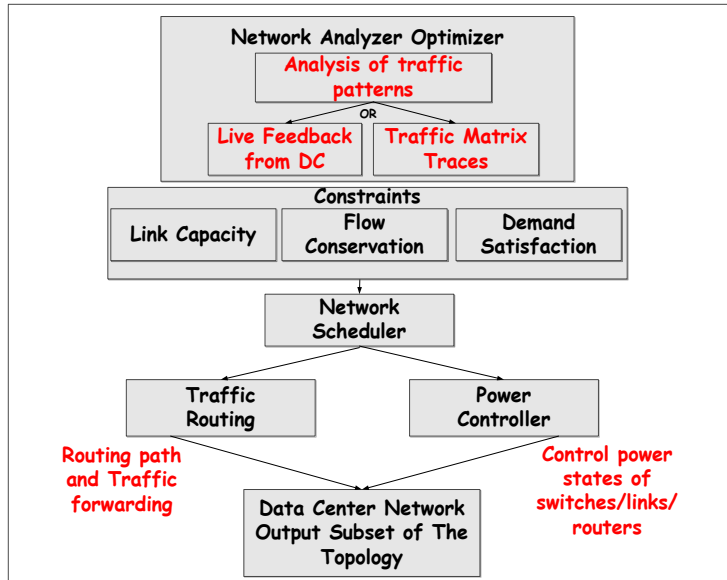 Network Analyzer Optimizer
Analysis of traffic
patterns
OR
Live Feedback
from DC
Traffic Matrix
Traces
Constraints
Link Capacity
Flow
Conservation
Demand
Satisfaction
Network
Scheduler
Traffic
Routing
Power
Controller
Routing path
and Traffic
forwarding
Control power
states of
switches/links/
routers
Data Center Network
Output Subset of The
Topology